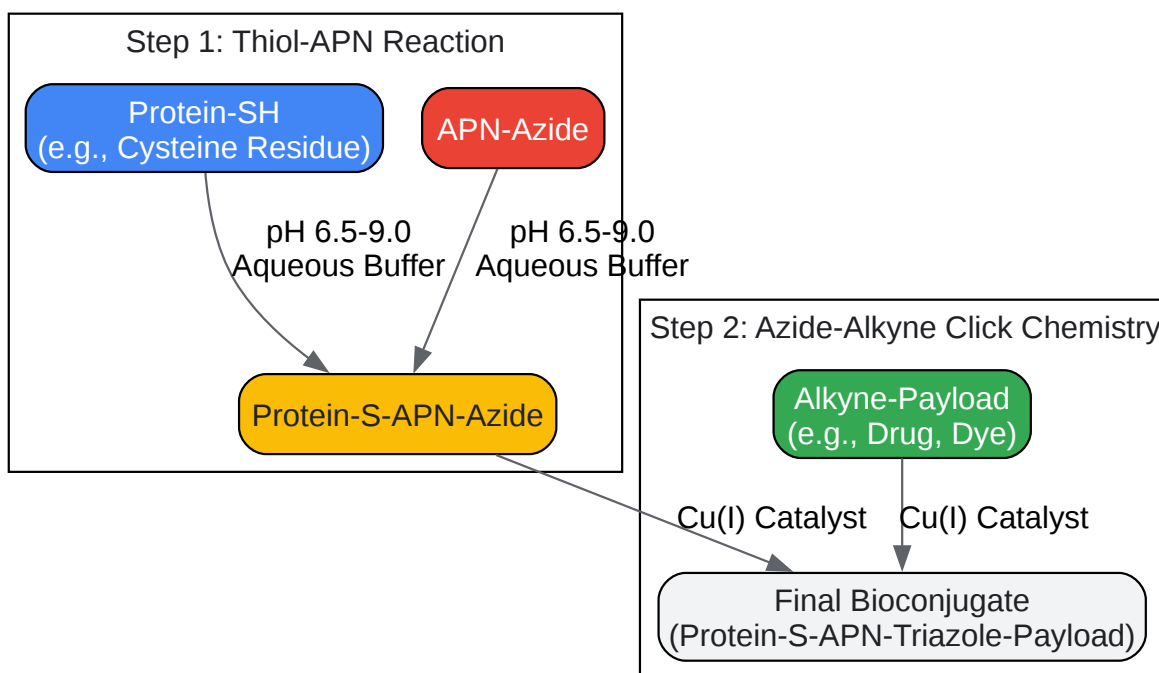 Step 1: Thiol-APN Reaction
Protein-SH
(e.g., Cysteine Residue)
APN-Azide
pH 6.5-9.0
Aqueous Buffer
pH 6.5-9.0
Aqueous Buffer
Protein-S-APN-Azide
Step 2: Azide-Alkyne Click Chemistry
Alkyne-Payload
(e.g., Drug, Dye)
Cu(I) Catalyst
Cu(I) Catalyst
Final Bioconjugate
(Protein-S-APN-Triazole-Payload)